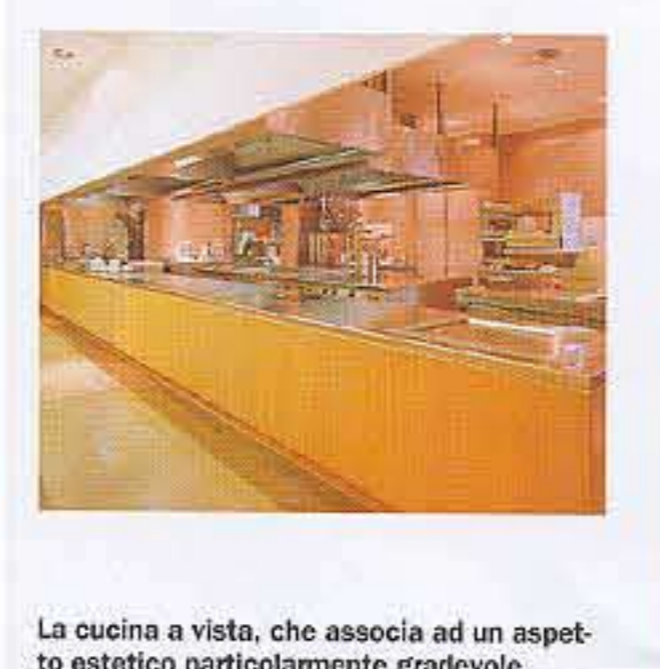 La cucina a vista, che associa ad un aspet-
to estetico particolarmente gradevole